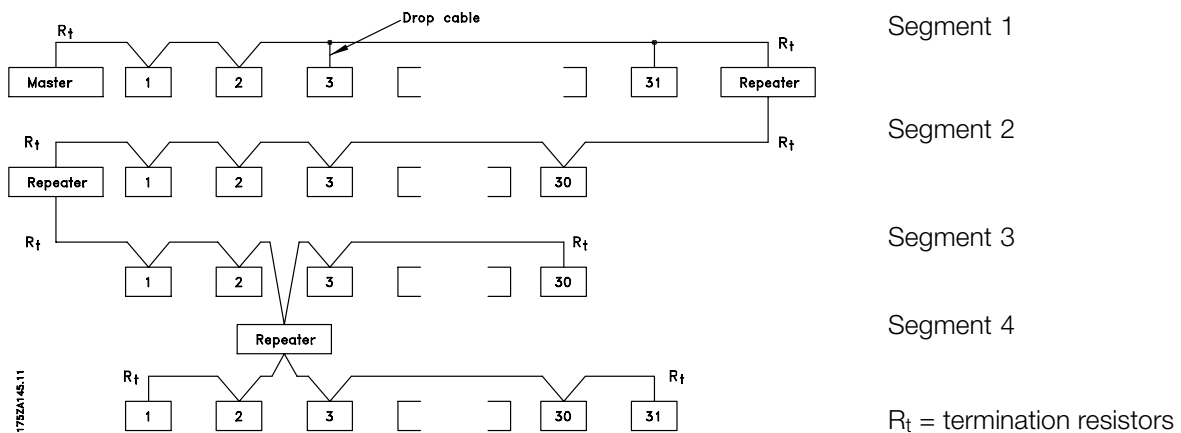 Drop cable
Rt Rt Segment 1
Master 1 2 3 31 Repeater
Rt Rt Segment 2
Repeater 1 2 3 30
Rt Rt Segment 3
1 2 3 30
Repeater Segment 4
Rt Rt
1 2 3 30 31
175ZA145.11
Rt = termination resistors